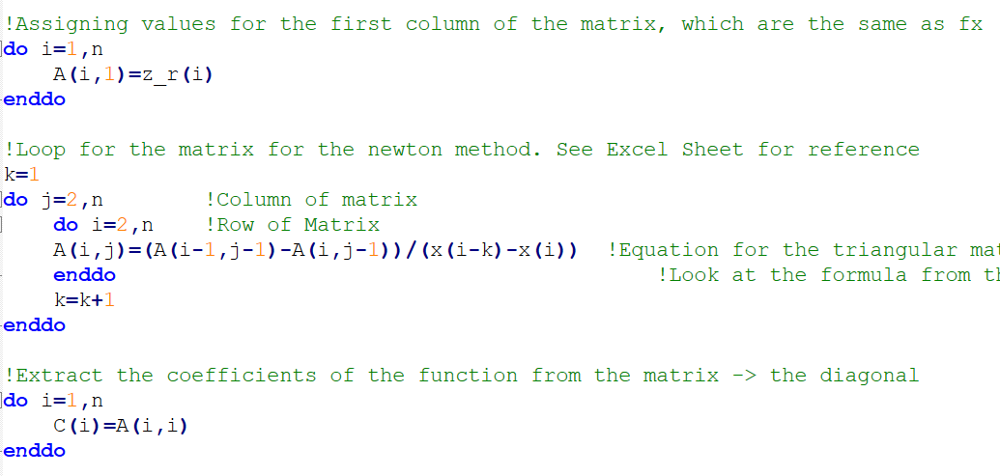 !Assigning values for the first column of the matrix, which are the same as fx
do i=1,n
    A(i,1)=z_r(i)
enddo

!Loop for the matrix for the newton method. See Excel Sheet for reference
k=1
do j=2,n        !Column of matrix
    do i=2,n    !Row of Matrix
    A(i,j)=(A(i-1,j-1)-A(i,j-1))/(x(i-k)-x(i))  !Equation for the triangular
    enddo                                           !Look at the formula from
    k=k+1
enddo

!Extract the coefficients of the function from the matrix -> the diagonal
do i=1,n
    C(i)=A(i,i)
enddo